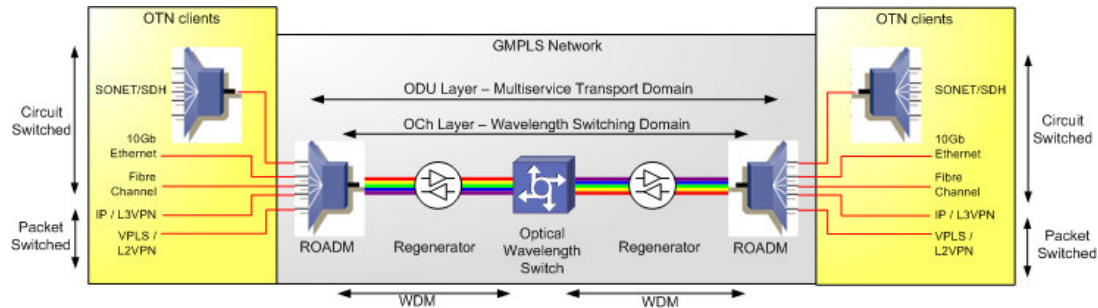 OTN clients
GMPLS Network
OTN clients
ODU Layer – Multiservice Transport Domain
OCh Layer – Wavelength Switching Domain
Circuit
Switched
Packet
Switched
SONET/SDH
10Gb
Ethernet
Fibre
Channel
IP / L3VPN
VPLS /
L2VPN
ROADM
Regenerator
Optical
Wavelength
Switch
Regenerator
ROADM
WDM
WDM
SONET/SDH
10Gb
Ethernet
Fibre
Channel
IP / L3VPN
VPLS /
L2VPN
Circuit
Switched
Packet
Switched